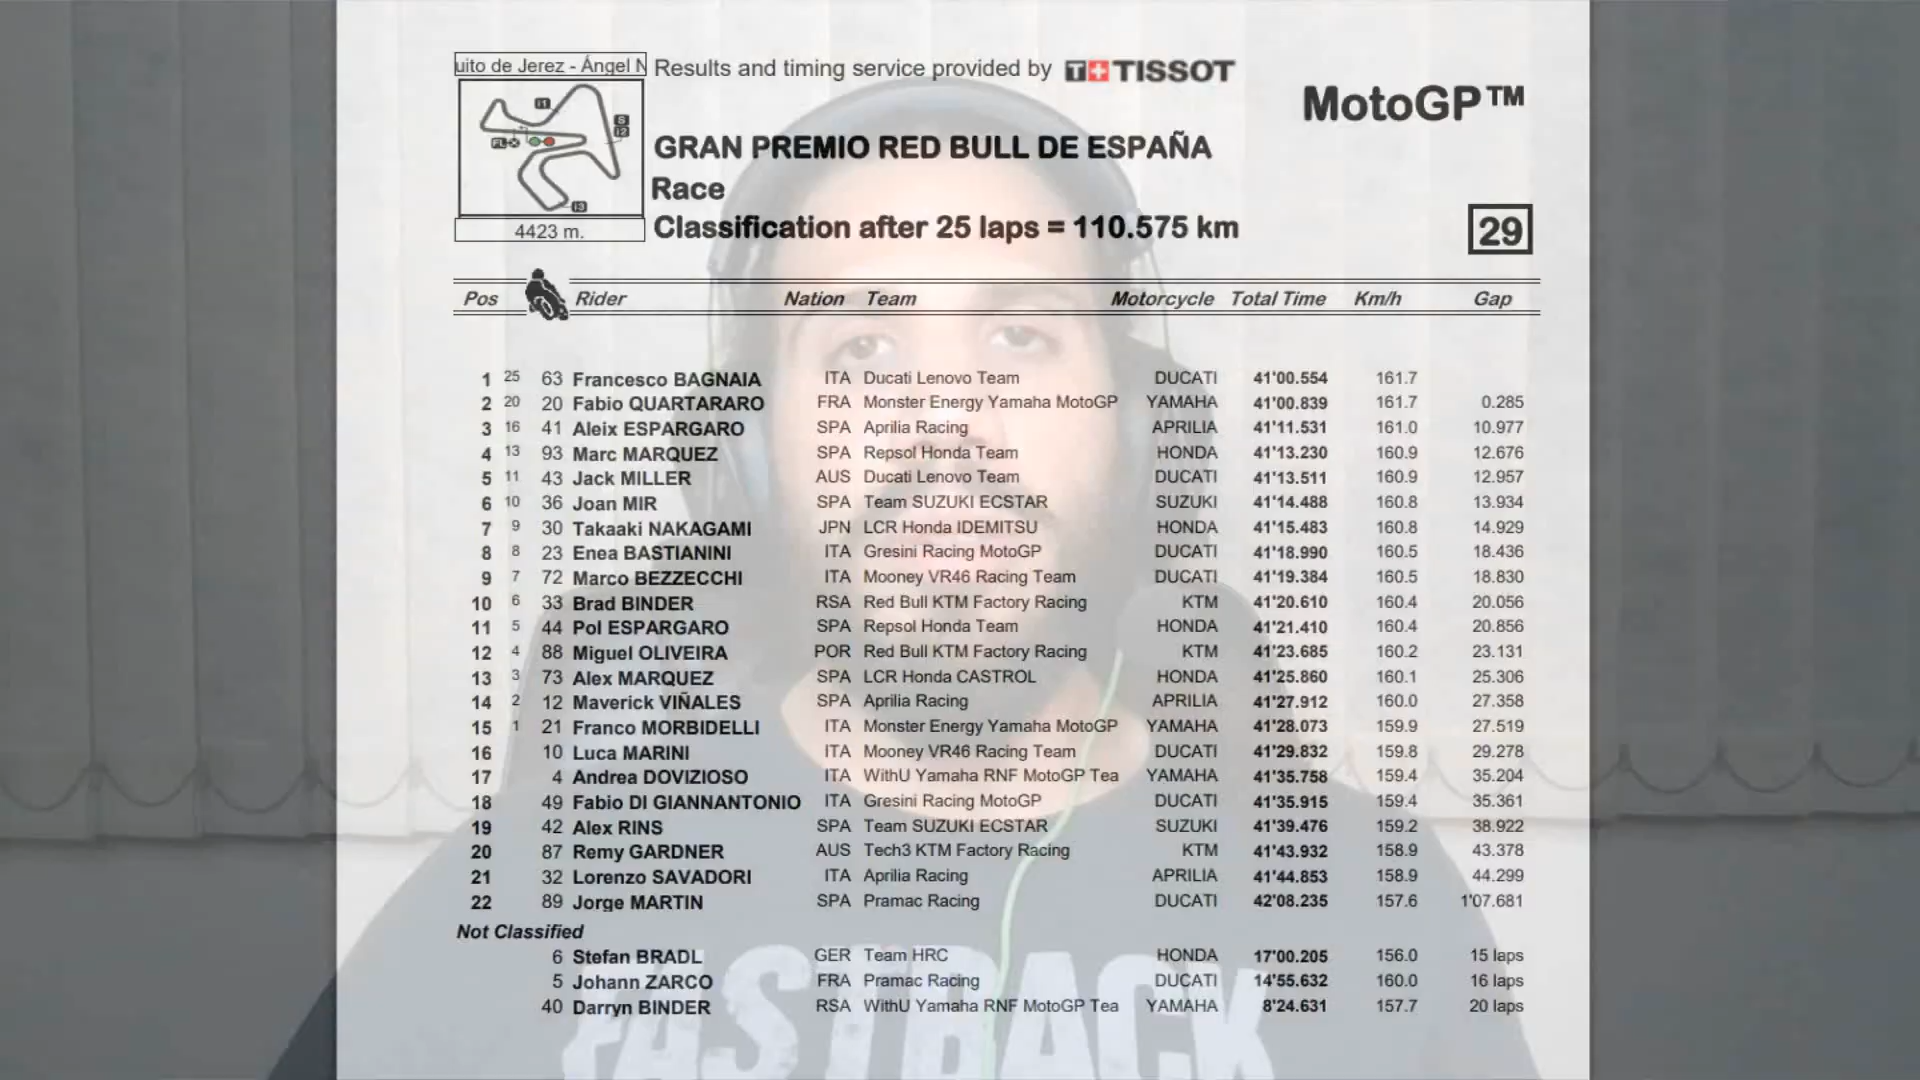 uito de Jerez - Ángel N
Results and timing service provided by T+TISSOT
MotoGP™
I1
S
I2
FL
I3
GRAN PREMIO RED BULL DE ESPAÑA
Race
4423 m.
Classification after 25 laps = 110.575 km
29
Pos Rider Nation Team Motorcycle Total Time Km/h Gap
1 25 63 Francesco BAGNAIA ITA Ducati Lenovo Team DUCATI 41'00.554 161.7
2 20 20 Fabio QUARTARARO FRA Monster Energy Yamaha MotoGP YAMAHA 41'00.839 161.7 0.285
3 16 41 Aleix ESPARGARO SPA Aprilia Racing APRILIA 41'11.531 161.0 10.977
4 13 93 Marc MARQUEZ SPA Repsol Honda Team HONDA 41'13.230 160.9 12.676
5 11 43 Jack MILLER AUS Ducati Lenovo Team DUCATI 41'13.511 160.9 12.957
6 10 36 Joan MIR SPA Team SUZUKI ECSTAR SUZUKI 41'14.488 160.8 13.934
7 9 30 Takaaki NAKAGAMI JPN LCR Honda IDEMITSU HONDA 41'15.483 160.8 14.929
8 8 23 Enea BASTIANINI ITA Gresini Racing MotoGP DUCATI 41'18.990 160.5 18.436
9 7 72 Marco BEZZECCHI ITA Mooney VR46 Racing Team DUCATI 41'19.384 160.5 18.830
10 6 33 Brad BINDER RSA Red Bull KTM Factory Racing KTM 41'20.610 160.4 20.056
11 5 44 Pol ESPARGARO SPA Repsol Honda Team HONDA 41'21.410 160.4 20.856
12 4 88 Miguel OLIVEIRA POR Red Bull KTM Factory Racing KTM 41'23.685 160.2 23.131
13 3 73 Alex MARQUEZ SPA LCR Honda CASTROL HONDA 41'25.860 160.1 25.306
14 2 12 Maverick VIÑALES SPA Aprilia Racing APRILIA 41'27.912 160.0 27.358
15 1 21 Franco MORBIDELLI ITA Monster Energy Yamaha MotoGP YAMAHA 41'28.073 159.9 27.519
16 10 Luca MARINI ITA Mooney VR46 Racing Team DUCATI 41'29.832 159.8 29.278
17 4 Andrea DOVIZIOSO ITA WithU Yamaha RNF MotoGP Tea YAMAHA 41'35.758 159.4 35.204
18 49 Fabio DI GIANNANTONIO ITA Gresini Racing MotoGP DUCATI 41'35.915 159.4 35.361
19 42 Alex RINS SPA Team SUZUKI ECSTAR SUZUKI 41'39.476 159.2 38.922
20 87 Remy GARDNER AUS Tech3 KTM Factory Racing KTM 41'43.932 158.9 43.378
21 32 Lorenzo SAVADORI ITA Aprilia Racing APRILIA 41'44.853 158.9 44.299
22 89 Jorge MARTIN SPA Pramac Racing DUCATI 42'08.235 157.6 1'07.681
Not Classified
6 Stefan BRADL GER Team HRC HONDA 17'00.205 156.0 15 laps
5 Johann ZARCO FRA Pramac Racing DUCATI 14'55.632 160.0 16 laps
40 Darryn BINDER RSA WithU Yamaha RNF MotoGP Tea YAMAHA 8'24.631 157.7 20 laps
FASTBACK